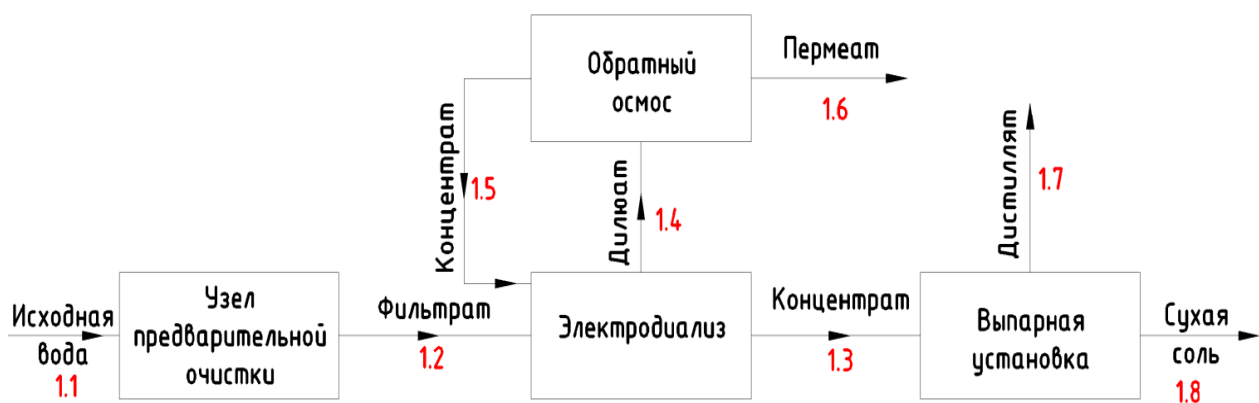 Обратный
осмос
Пермеат
1.6
Концентрат
1.5
Дилюат
1.4
Дистиллят
1.7
Исходная
вода
1.1
Узел
предварительной
очистки
Фильтрат
1.2
Электродиализ
Концентрат
1.3
Выпарная
установка
Сухая
соль
1.8